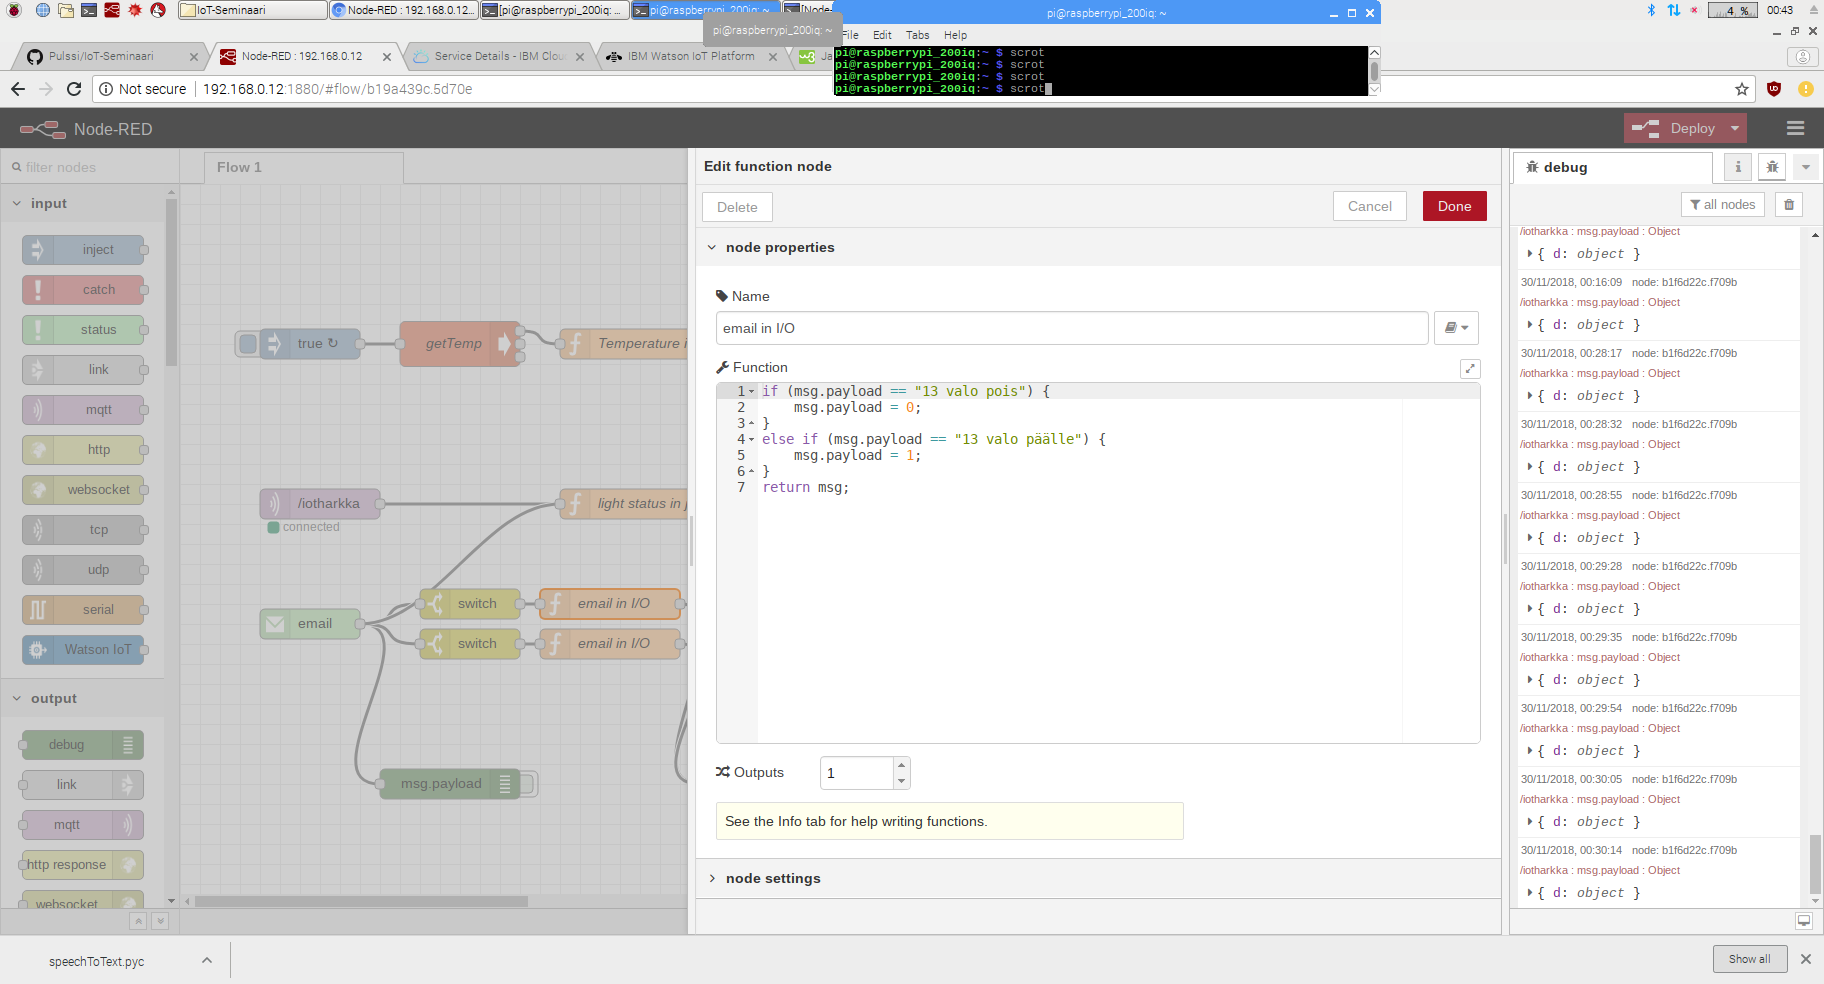 IoT-Seminaari
Node-RED : 192.168.0.12...
[pi@raspberrypi_200iq: ...
pi@raspberrypi_200iq: ~
[Node-
4 %
00:43
pi@raspberrypi_200iq: ~
pi@raspberrypi_200iq: ~
File Edit Tabs Help
pi@raspberrypi_200iq:~ $ scrot
pi@raspberrypi_200iq:~ $ scrot
pi@raspberrypi_200iq:~ $ scrot
pi@raspberrypi_200iq:~ $ scrot
Pulssi/IoT-Seminaari
Node-RED : 192.168.0.12
Service Details - IBM Clou
IBM Watson IoT Platform
Ja
Not secure
192.168.0.12:1880/#flow/b19a439c.5d70e
Node-RED
Deploy
filter nodes
input
inject
catch
status
link
mqtt
http
websocket
tcp
udp
serial
Watson IoT
output
debug
link
mqtt
http response
websocket
Flow 1
true ↻
getTemp
Temperature i
/iotharkka
connected
light status in j
email
switch
email in I/O
switch
email in I/O
msg.payload
Edit function node
Delete
Cancel
Done
node properties
Name
email in I/O
Function
1 if (msg.payload == "13 valo pois") {
2 msg.payload = 0;
3 }
4 else if (msg.payload == "13 valo päälle") {
5 msg.payload = 1;
6 }
7 return msg;
Outputs
1
See the Info tab for help writing functions.
node settings
debug
i
all nodes
/iotharkka : msg.payload : Object
{ d: object }
30/11/2018, 00:16:09 node: b1f6d22c.f709b
/iotharkka : msg.payload : Object
{ d: object }
30/11/2018, 00:28:17 node: b1f6d22c.f709b
/iotharkka : msg.payload : Object
{ d: object }
30/11/2018, 00:28:32 node: b1f6d22c.f709b
/iotharkka : msg.payload : Object
{ d: object }
30/11/2018, 00:28:55 node: b1f6d22c.f709b
/iotharkka : msg.payload : Object
{ d: object }
30/11/2018, 00:29:28 node: b1f6d22c.f709b
/iotharkka : msg.payload : Object
{ d: object }
30/11/2018, 00:29:35 node: b1f6d22c.f709b
/iotharkka : msg.payload : Object
{ d: object }
30/11/2018, 00:29:54 node: b1f6d22c.f709b
/iotharkka : msg.payload : Object
{ d: object }
30/11/2018, 00:30:05 node: b1f6d22c.f709b
/iotharkka : msg.payload : Object
{ d: object }
30/11/2018, 00:30:14 node: b1f6d22c.f709b
/iotharkka : msg.payload : Object
{ d: object }
speechToText.pyc
Show all